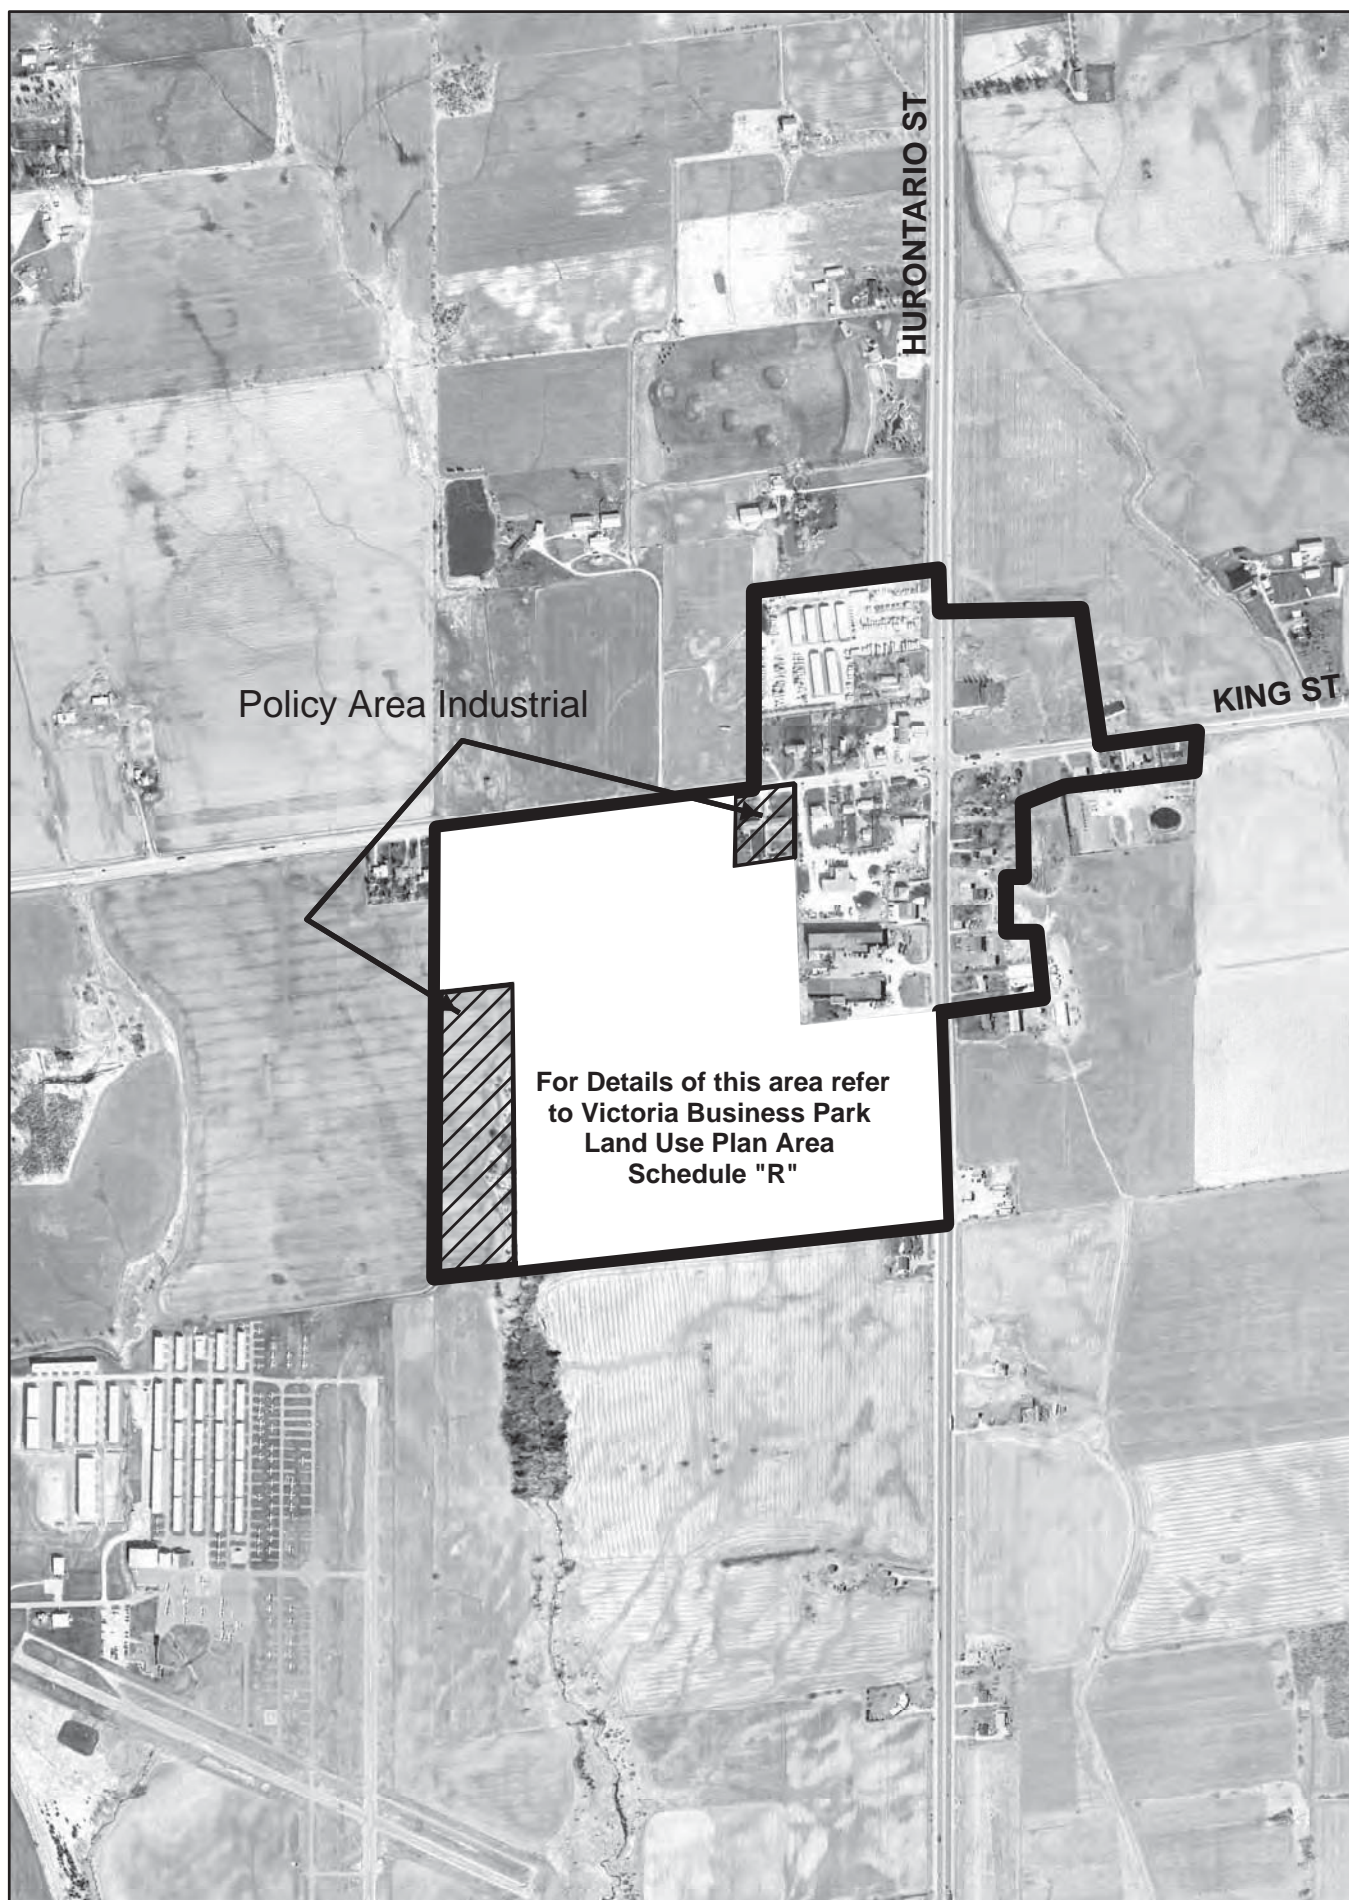 HURONTARIO ST
KING ST
Policy Area Industrial
For Details of this area refer
to Victoria Business Park
Land Use Plan Area
Schedule "R"